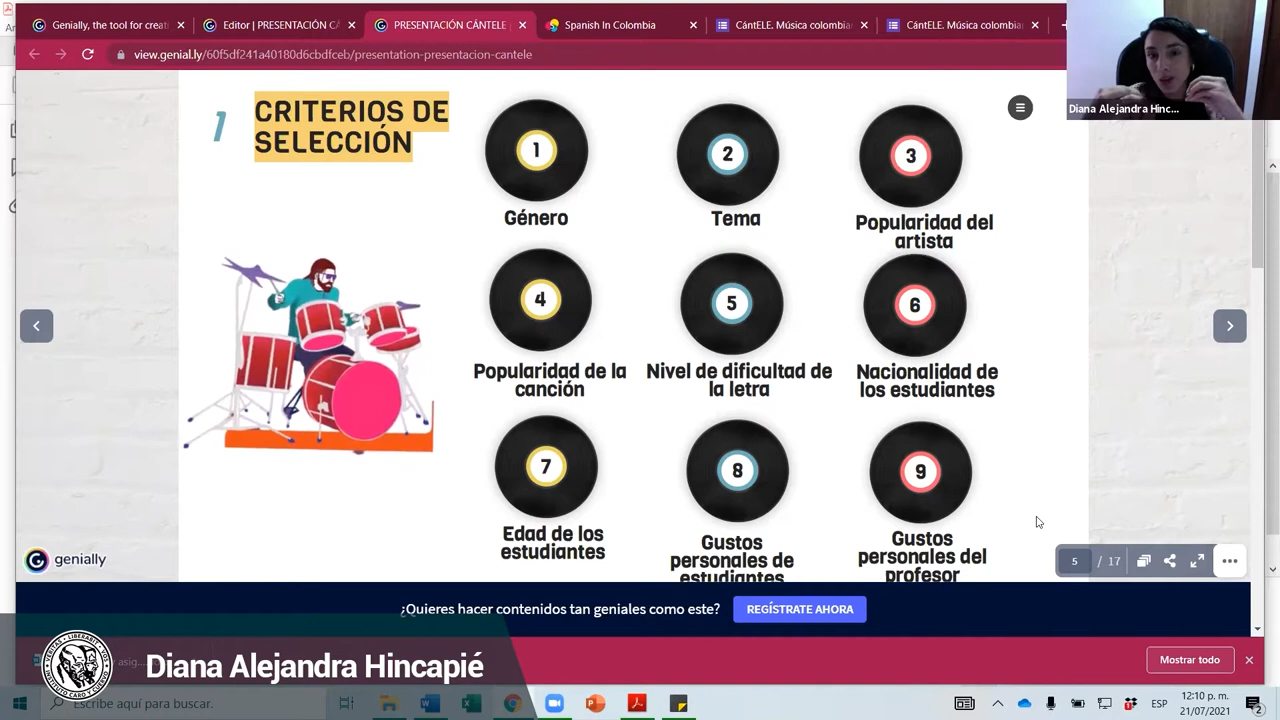 Genially, the tool for creat
Editor | PRESENTACIÓN CÁ
PRESENTACIÓN CÁNTELE
Spanish In Colombia
CántELE. Música colombian
CántELE. Música colombian
view.genial.ly/60f5df241a40180d6cbdfceb/presentation-presentacion-cantele
Diana Alejandra Hinc...
1
CRITERIOS DE
SELECCIÓN
1
Género
2
Tema
3
Popularidad del
artista
4
Popularidad de la
canción
5
Nivel de dificultad de
la letra
6
Nacionalidad de
los estudiantes
7
Edad de los
estudiantes
8
Gustos
personales de
estudiantes
9
Gustos
personales del
profesor
genially
5 / 17
¿Quieres hacer contenidos tan geniales como este?
REGÍSTRATE AHORA
Diana Alejandra Hincapié
Mostrar todo
Escribe aquí para buscar.
ESP
12:10 p. m.
21/07/2021
2